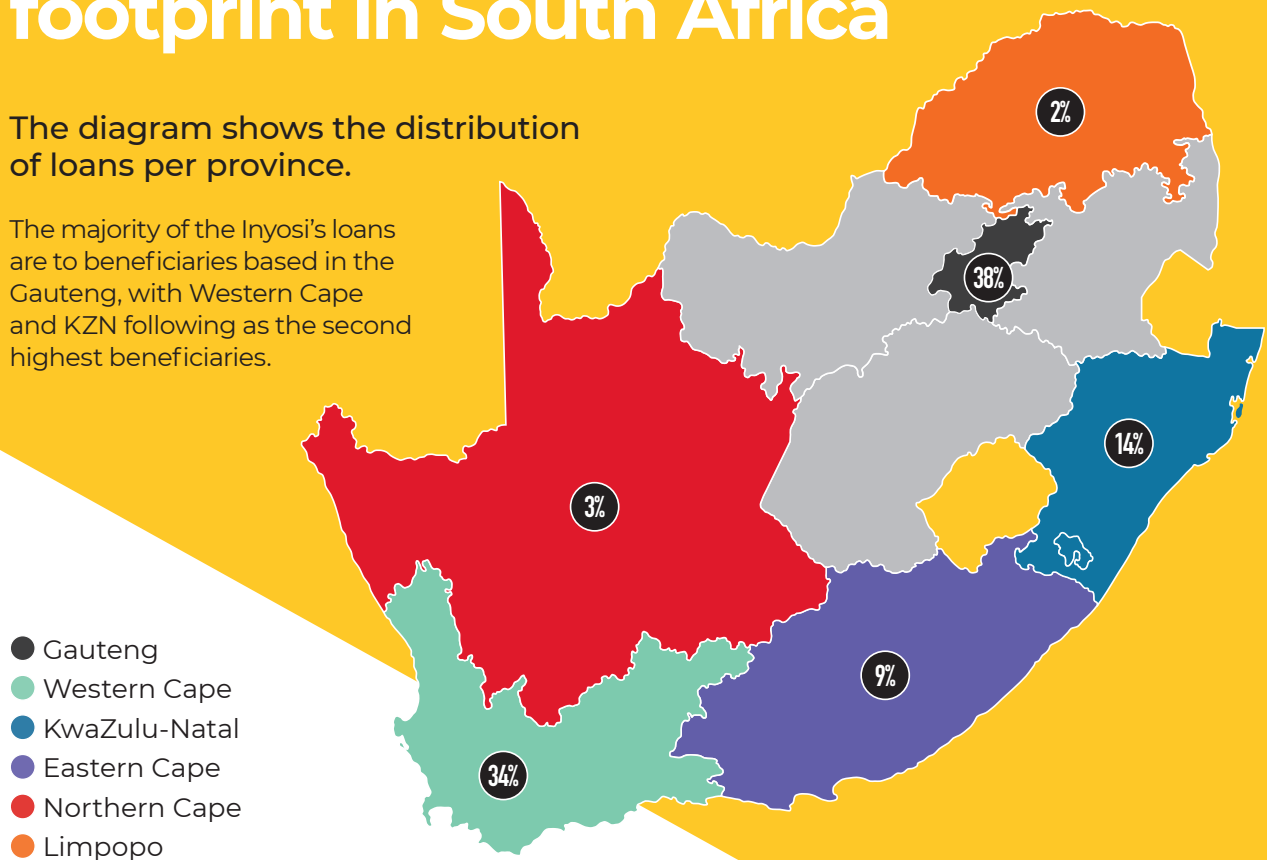 footprint in South Africa
The diagram shows the distribution
of loans per province.
The majority of the Inyosi’s loans
are to beneficiaries based in the
Gauteng, with Western Cape
and KZN following as the second
highest beneficiaries.
2%
38%
14%
3%
9%
34%
Gauteng
Western Cape
KwaZulu-Natal
Eastern Cape
Northern Cape
Limpopo